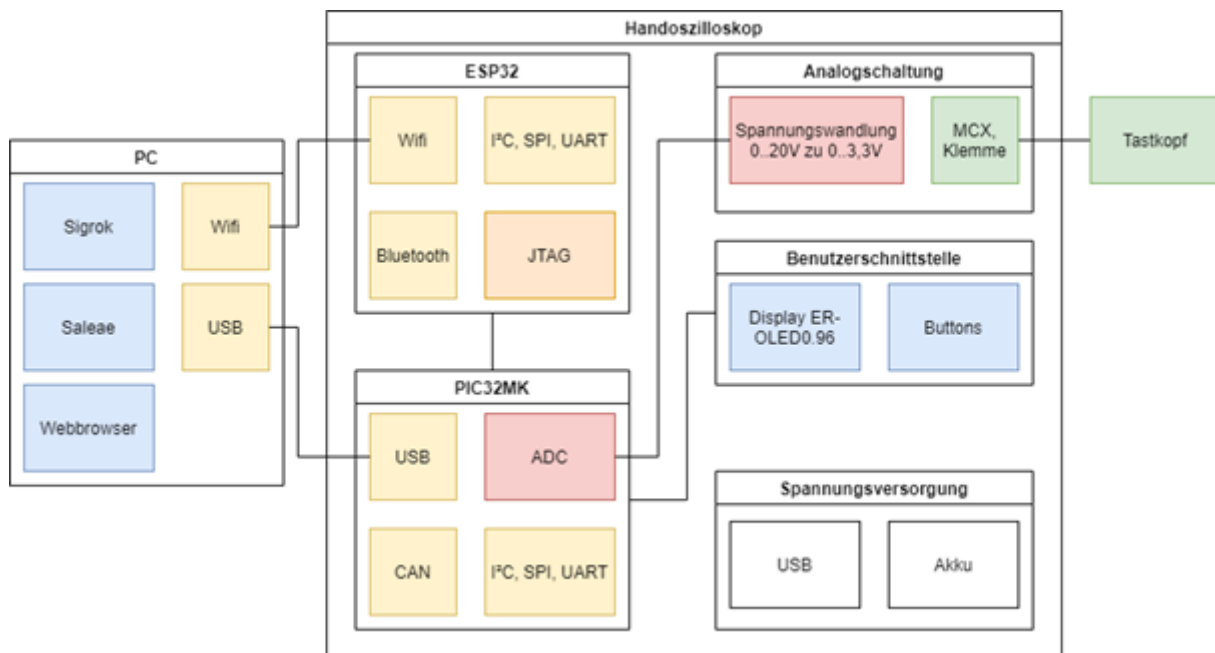 Handoszilloskop
PC
Sigrok
Wifi
Saleae
USB
Webbrowser
ESP32
Wifi
I²C, SPI, UART
Bluetooth
JTAG
PIC32MK
USB
ADC
CAN
I²C, SPI, UART
Analogschaltung
Spannungswandlung
0..20V zu 0..3,3V
MCX,
Klemme
Tastkopf
Benutzerschnittstelle
Display ER-
OLED0.96
Buttons
Spannungsversorgung
USB
Akku